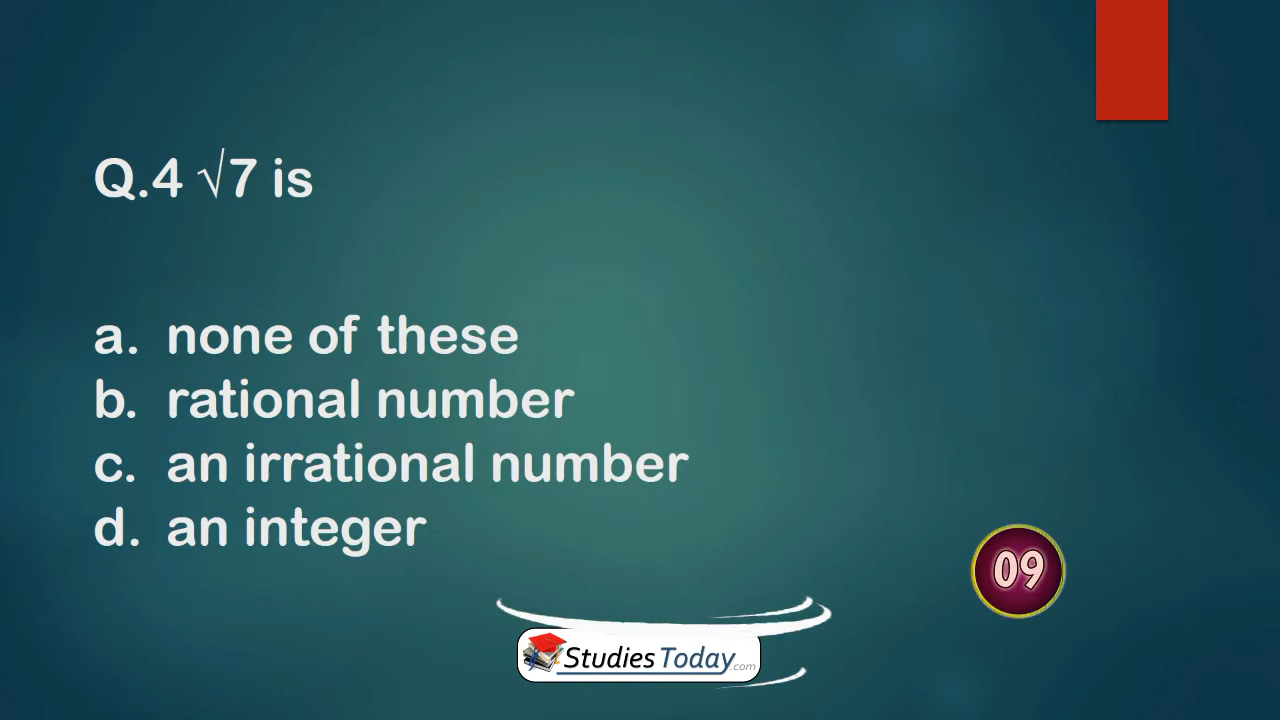 Q.4 √7 is
a. none of these
b. rational number
c. an irrational number
d. an integer
09
StudiesToday.com